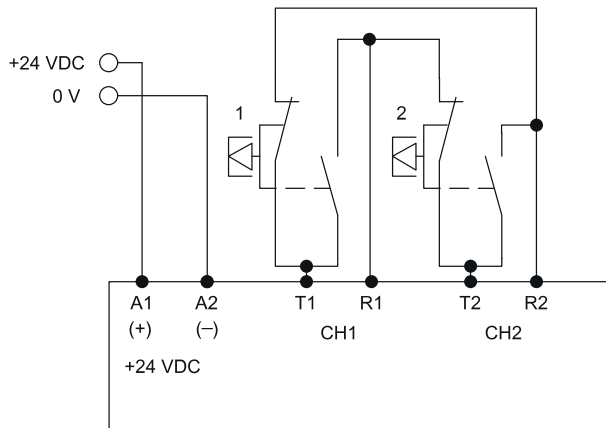 +24 VDC
0 V
1
2
A1 A2 T1 R1 T2 R2
(+) (–) CH1 CH2
+24 VDC